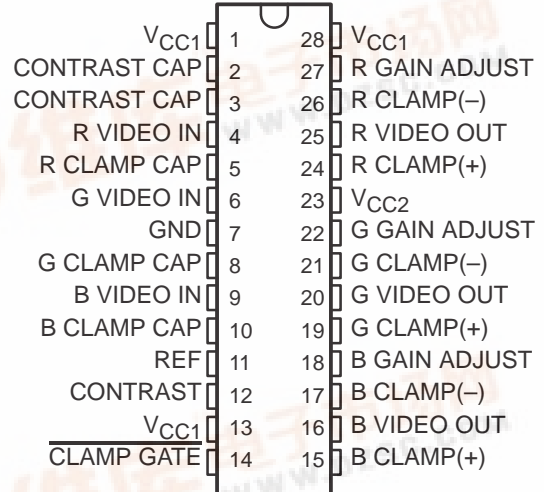 VCC1 1 28 VCC1
CONTRAST CAP 2 27 R GAIN ADJUST
CONTRAST CAP 3 26 R CLAMP(–)
R VIDEO IN 4 25 R VIDEO OUT
R CLAMP CAP 5 24 R CLAMP(+)
G VIDEO IN 6 23 VCC2
GND 7 22 G GAIN ADJUST
G CLAMP CAP 8 21 G CLAMP(–)
B VIDEO IN 9 20 G VIDEO OUT
B CLAMP CAP 10 19 G CLAMP(+)
REF 11 18 B GAIN ADJUST
CONTRAST 12 17 B CLAMP(–)
VCC1 13 16 B VIDEO OUT
CLAMP GATE 14 15 B CLAMP(+)